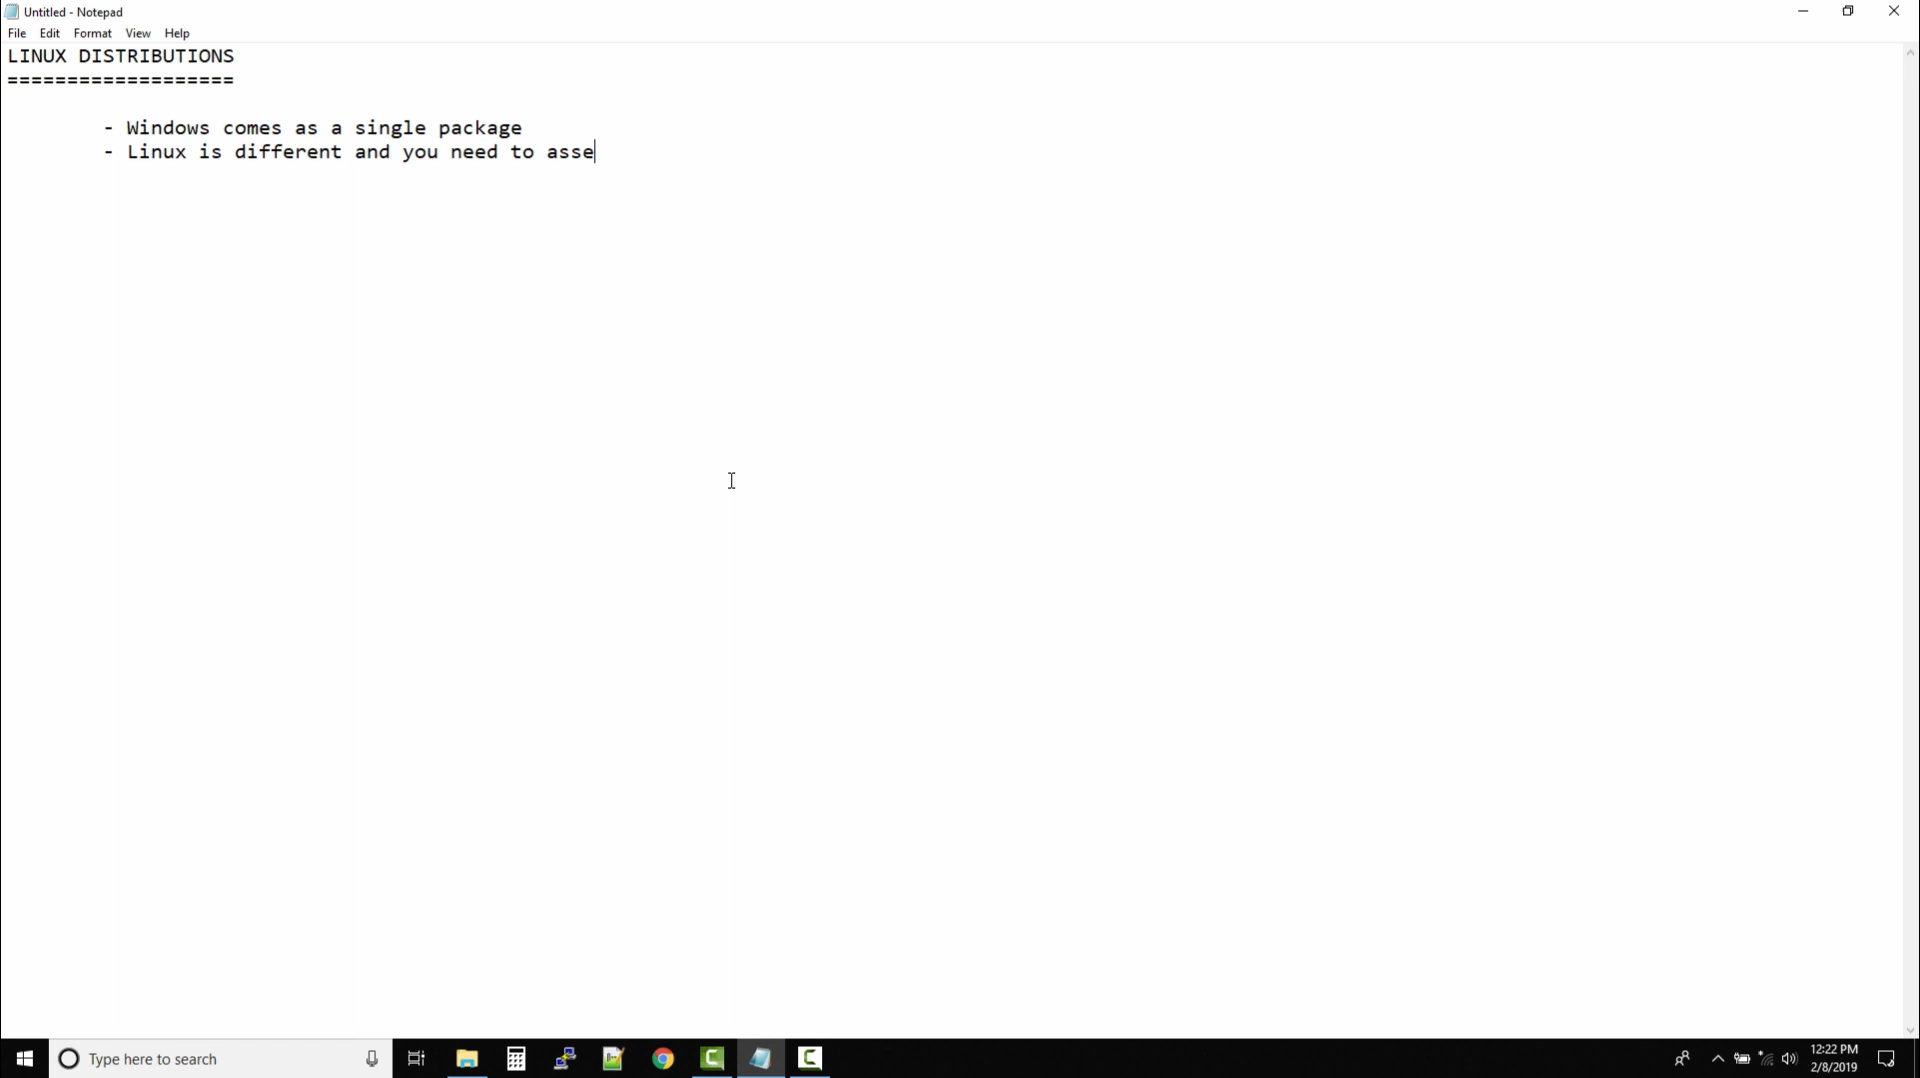 Untitled - Notepad
File Edit Format View Help
LINUX DISTRIBUTIONS
===================
- Windows comes as a single package
- Linux is different and you need to asse
Type here to search
12:22 PM
2/8/2019